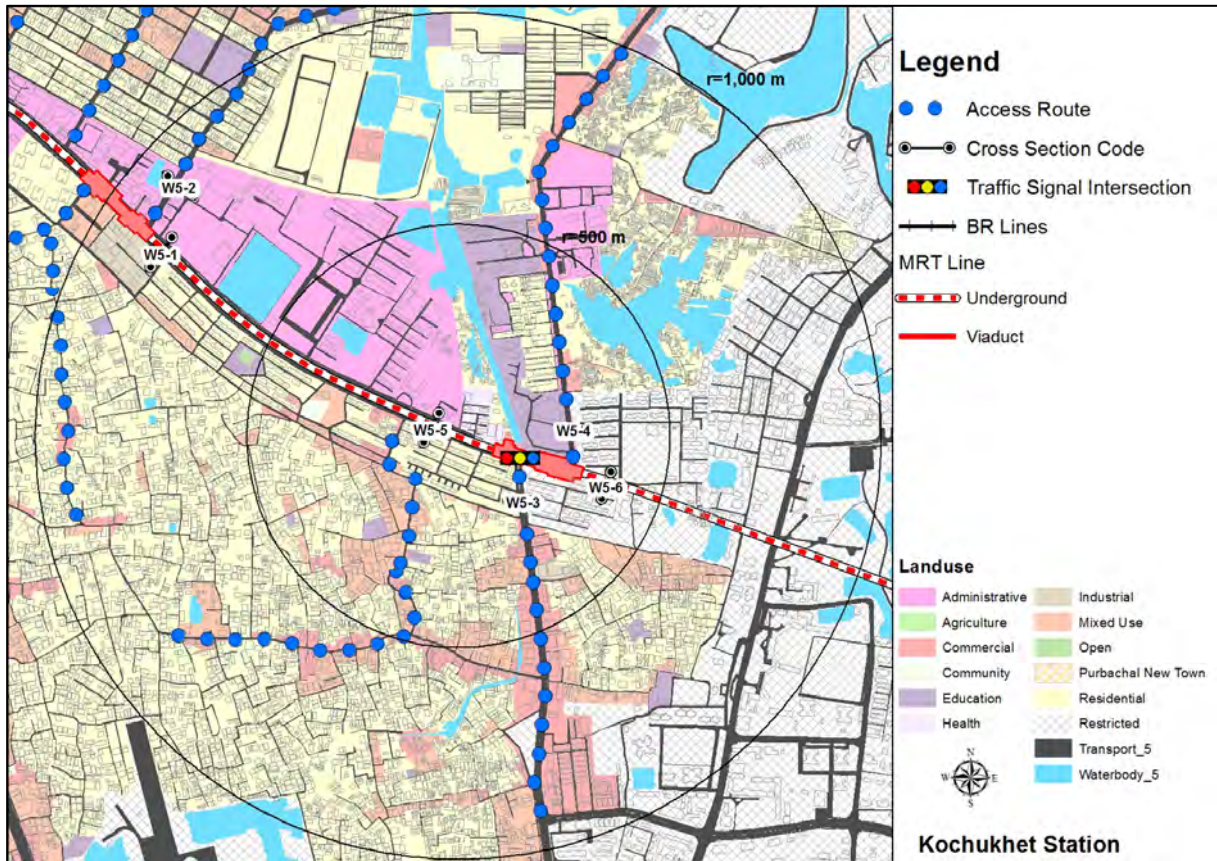 r=1,000 m
W5-2
r=500 m
W5-1
W5-5
W5-4
W5-6
W5-3
Legend
Access Route
Cross Section Code
Traffic Signal Intersection
BR Lines
MRT Line
Underground
Viaduct
Landuse
Administrative
Agriculture
Commercial
Community
Education
Health
Industrial
Mixed Use
Open
Purbachal New Town
Residential
Restricted
Transport_5
Waterbody_5
N
W
E
S
Kochukhet Station